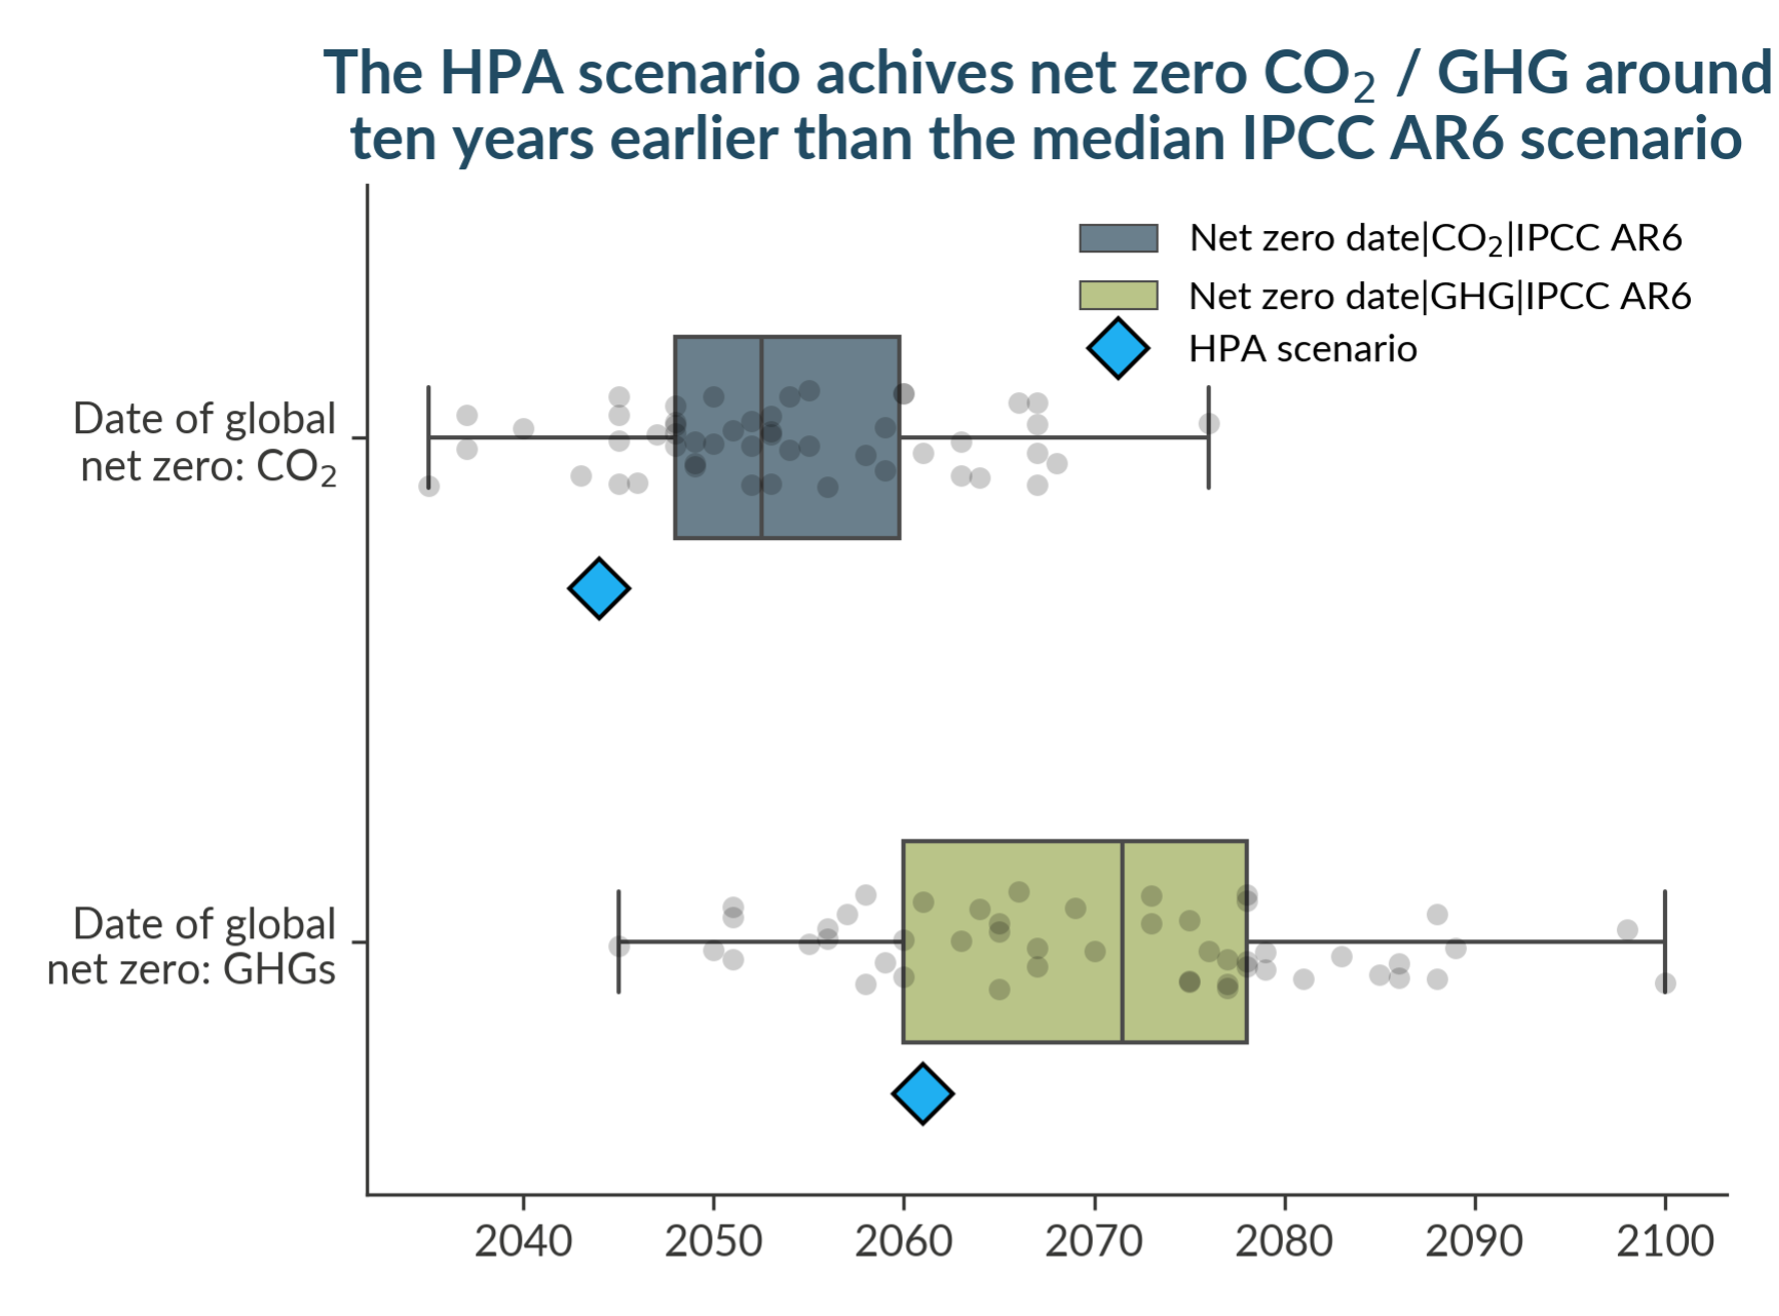 The HPA scenario achives net zero CO₂ / GHG around
ten years earlier than the median IPCC AR6 scenario
Net zero date|CO₂|IPCC AR6
Net zero date|GHG|IPCC AR6
HPA scenario
Date of global
net zero: CO₂
Date of global
net zero: GHGs
2040 2050 2060 2070 2080 2090 2100